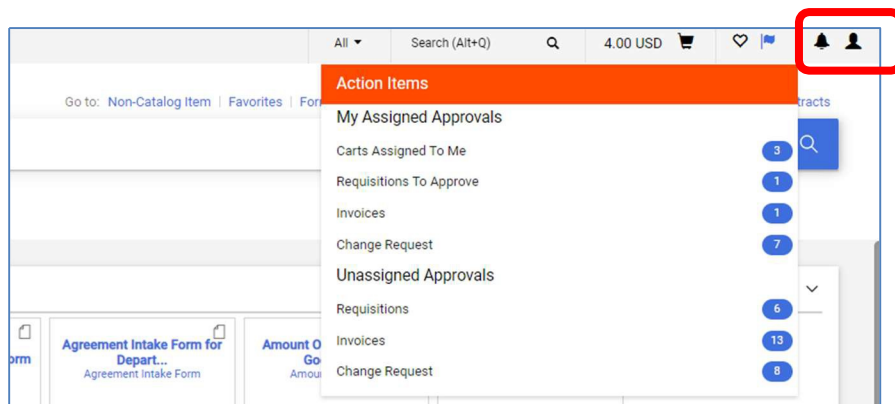 All Search (Alt+Q) 4.00 USD
Action Items
Go to: Non-Catalog Item | Favorites | For tracts
My Assigned Approvals
Carts Assigned To Me 3
Requisitions To Approve 1
Invoices 1
Change Request 7
Unassigned Approvals
Requisitions 6
Invoices 13
Change Request 8
orm
Agreement Intake Form for
Depart...
Agreement Intake Form
Amount O
Go
Amou